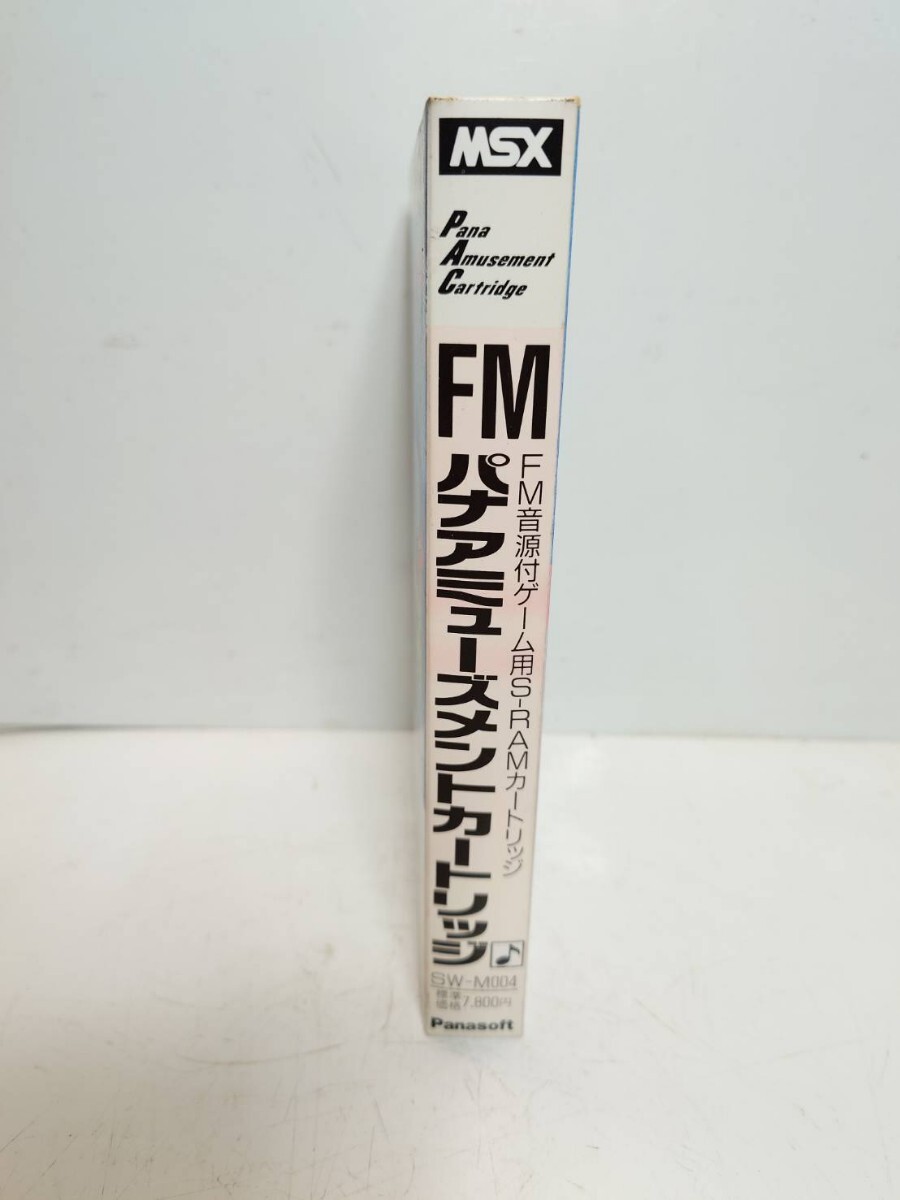 MSX
Pana
Amusement
Cartridge
FM
パナアミューズメントカートリッジ
FM音源付ゲーム用S-RAMカートリッジ
SW-M004
標準
価格7,800円
Panasoft